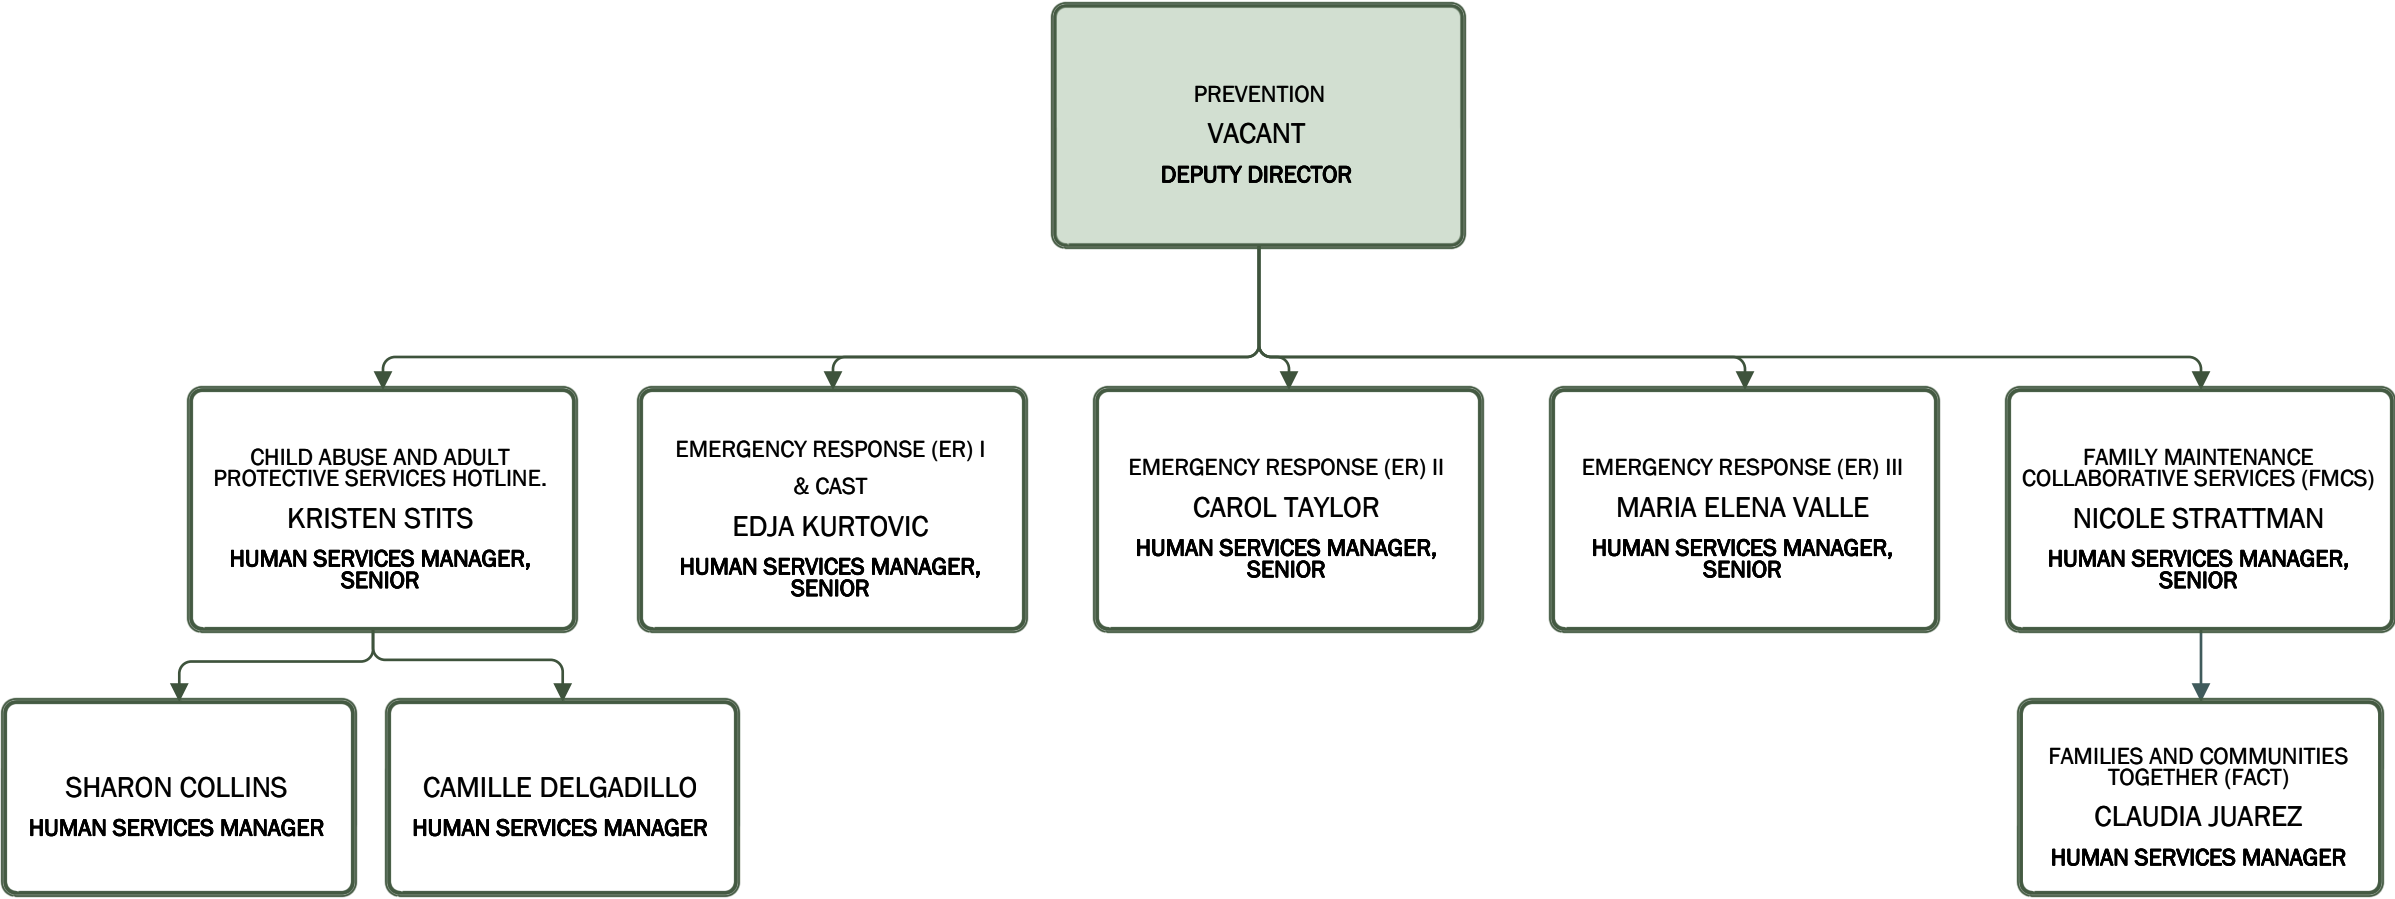 PREVENTION
VACANT
DEPUTY DIRECTOR
CHILD ABUSE AND ADULT
PROTECTIVE SERVICES HOTLINE.
KRISTEN STITS
HUMAN SERVICES MANAGER,
SENIOR
EMERGENCY RESPONSE (ER) I
& CAST
EDJA KURTOVIC
HUMAN SERVICES MANAGER,
SENIOR
EMERGENCY RESPONSE (ER) II
CAROL TAYLOR
HUMAN SERVICES MANAGER,
SENIOR
EMERGENCY RESPONSE (ER) III
MARIA ELENA VALLE
HUMAN SERVICES MANAGER,
SENIOR
FAMILY MAINTENANCE
COLLABORATIVE SERVICES (FMCS)
NICOLE STRATTMAN
HUMAN SERVICES MANAGER,
SENIOR
SHARON COLLINS
HUMAN SERVICES MANAGER
CAMILLE DELGADILLO
HUMAN SERVICES MANAGER
FAMILIES AND COMMUNITIES
TOGETHER (FACT)
CLAUDIA JUAREZ
HUMAN SERVICES MANAGER